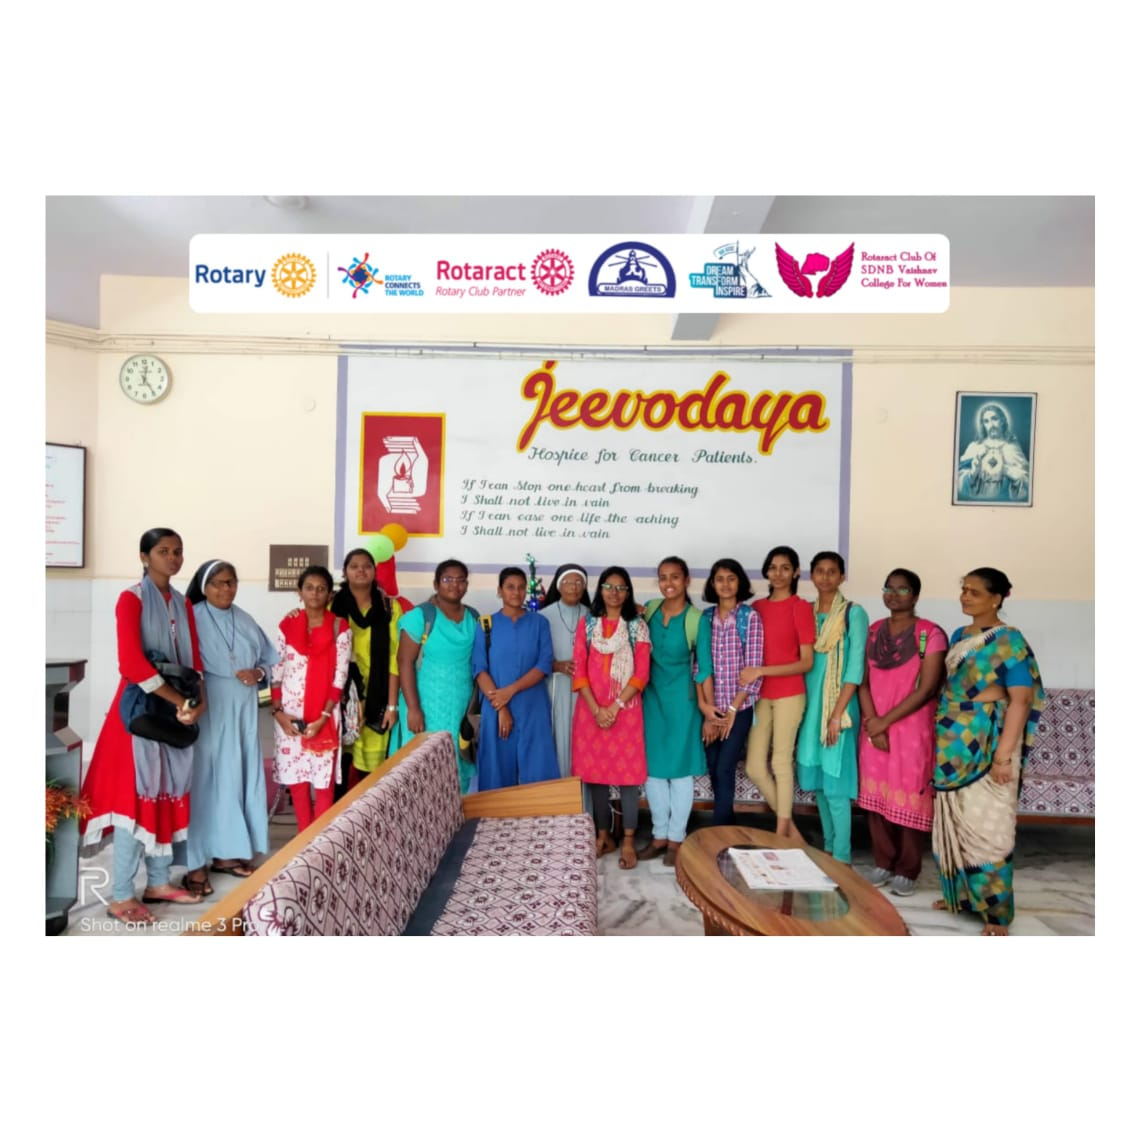 Rotary
ROTARY
CONNECTS
THE WORLD
Rotaract
Rotary Club Partner
MADRAS GREETS
DREAM
TRANSFORM
INSPIRE
Rotaract Club Of
SDNB Vaishnav
College For Women
Jeevodaya
Hospice for Cancer Patients.
If I can Stop one heart from breaking
I Shall not live in vain
If I can ease one life the aching
I Shall not live in vain
R
Shot on realme 3 Pro